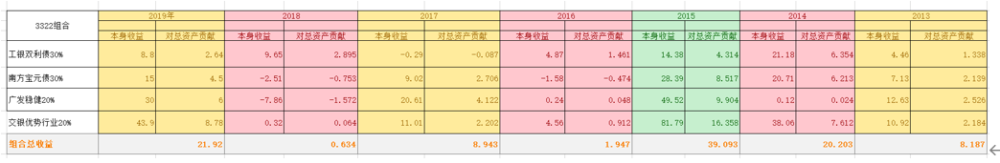 3322组合 2019年 2018 2017 2016 2015 2014 2013
本身收益 对总资产贡献 本身收益 对总资产贡献 本身收益 对总资产贡献 本身收益 对总资产贡献 本身收益 对总资产贡献 本身收益 对总资产贡献 本身收益 对总资产贡献
工银双利债30% 8.8 2.64 9.65 2.895 -0.29 -0.087 4.87 1.461 14.38 4.314 21.18 6.354 4.46 1.338
南方宝元债30% 15 4.5 -2.51 -0.753 9.02 2.706 -1.58 -0.474 28.39 8.517 20.71 6.213 7.13 2.139
广发稳健20% 30 6 -7.86 -1.572 20.61 4.122 0.24 0.048 49.52 9.904 0.12 0.024 12.63 2.526
交银优势行业20% 43.9 8.78 0.32 0.064 11.01 2.202 4.56 0.912 81.79 16.358 38.06 7.612 10.92 2.184
组合总收益 21.92 0.634 8.943 1.947 39.093 20.203 8.187